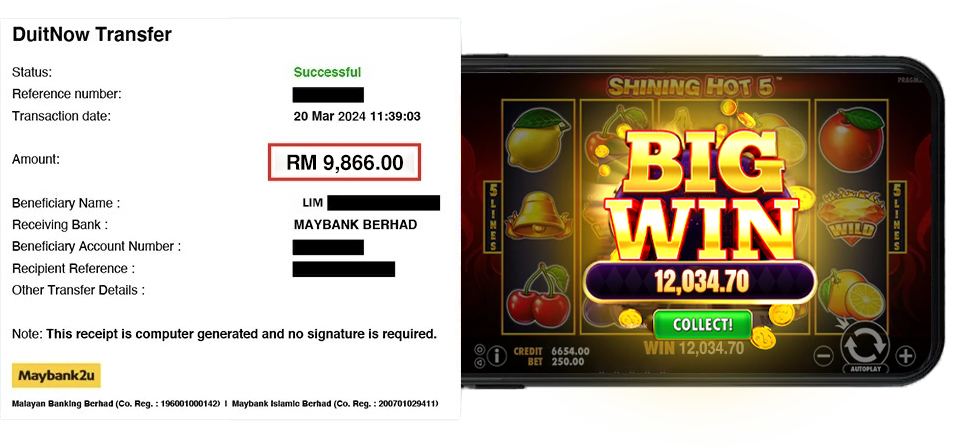 DuitNow Transfer
Status: Successful
Reference number:
Transaction date: 20 Mar 2024 11:39:03
Amount: RM 9,866.00
Beneficiary Name : LIM
Receiving Bank : MAYBANK BERHAD
Beneficiary Account Number :
Recipient Reference :
Other Transfer Details :
Note: This receipt is computer generated and no signature is required.
Maybank2u
Malayan Banking Berhad (Co. Reg. : 196001000142) I Maybank Islamic Berhad (Co. Reg. : 200701029411)
SHINING HOT 5™
BIG
WIN
12,034.70
COLLECT!
5 LINES
5 LINES
WILD
CREDIT 6654.00
BET 250.00
WIN 12,034.70
AUTOPLAY